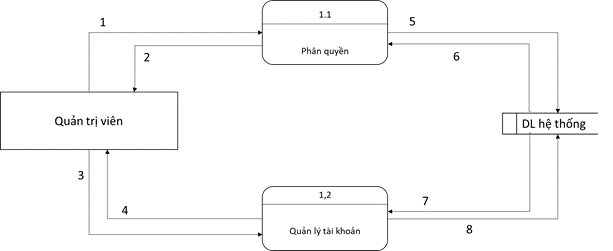 1
1.1
5
2
Phân quyền
6
Quản trị viên
DL hệ thống
3
4
1,2
7
Quản lý tài khoản
8